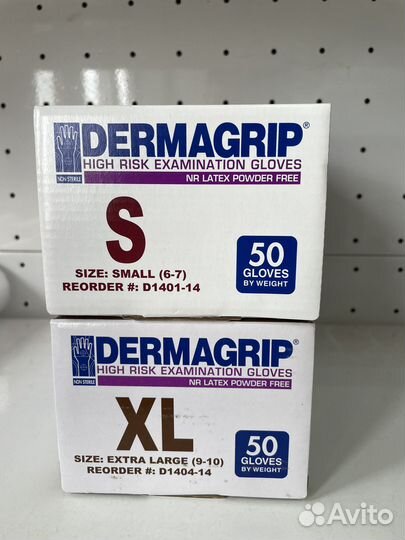 DERMAGRIP®
HIGH RISK EXAMINATION GLOVES
NON STERILE
NR LATEX POWDER FREE
S
SIZE: SMALL (6-7)
REORDER #: D1401-14
50
GLOVES
BY WEIGHT
DERMAGRIP®
HIGH RISK EXAMINATION GLOVES
NON STERILE
NR LATEX POWDER FREE
XL
SIZE: EXTRA LARGE (9-10)
REORDER #: D1404-14
50
GLOVES
BY WEIGHT
Avito